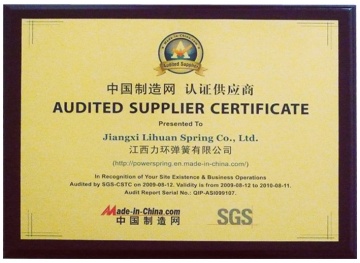 Audited Supplier
中国制造网 认证供应商
AUDITED SUPPLIER CERTIFICATE
Presented To
Jiangxi Lihuan Spring Co., Ltd.
江西力环弹簧有限公司
(http://powerspring.en.made-in-china.com/)
In Recognition of Your Site Existence & Business Operations
Audited by SGS-CSTC on 2009-08-12. Validity is from 2009-08-12 to 2010-08-11.
Audit Report Serial No.: QIP-ASI090107.
Made-in-China.com
中国制造网
SGS